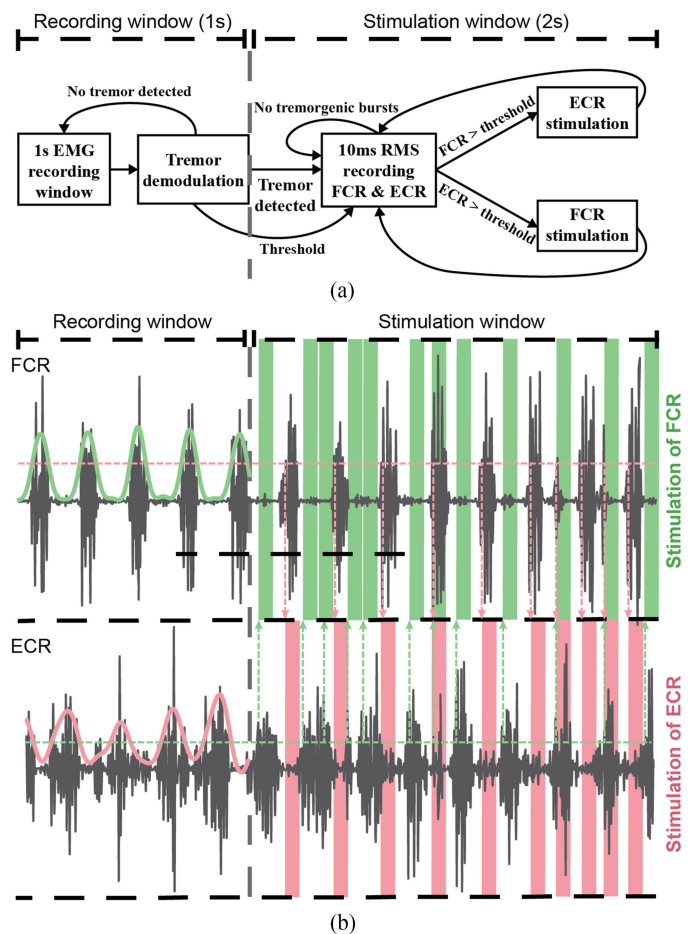 Recording window (1s)
Stimulation window (2s)
No tremor detected
No tremorgenic bursts
1s EMG
recording
window
Tremor
demodulation
Tremor
detected
Threshold
10ms RMS
recording
FCR & ECR
FCR > threshold
ECR > threshold
ECR
stimulation
FCR
stimulation
(a)
Recording window
Stimulation window
FCR
Stimulation of FCR
ECR
Stimulation of ECR
(b)